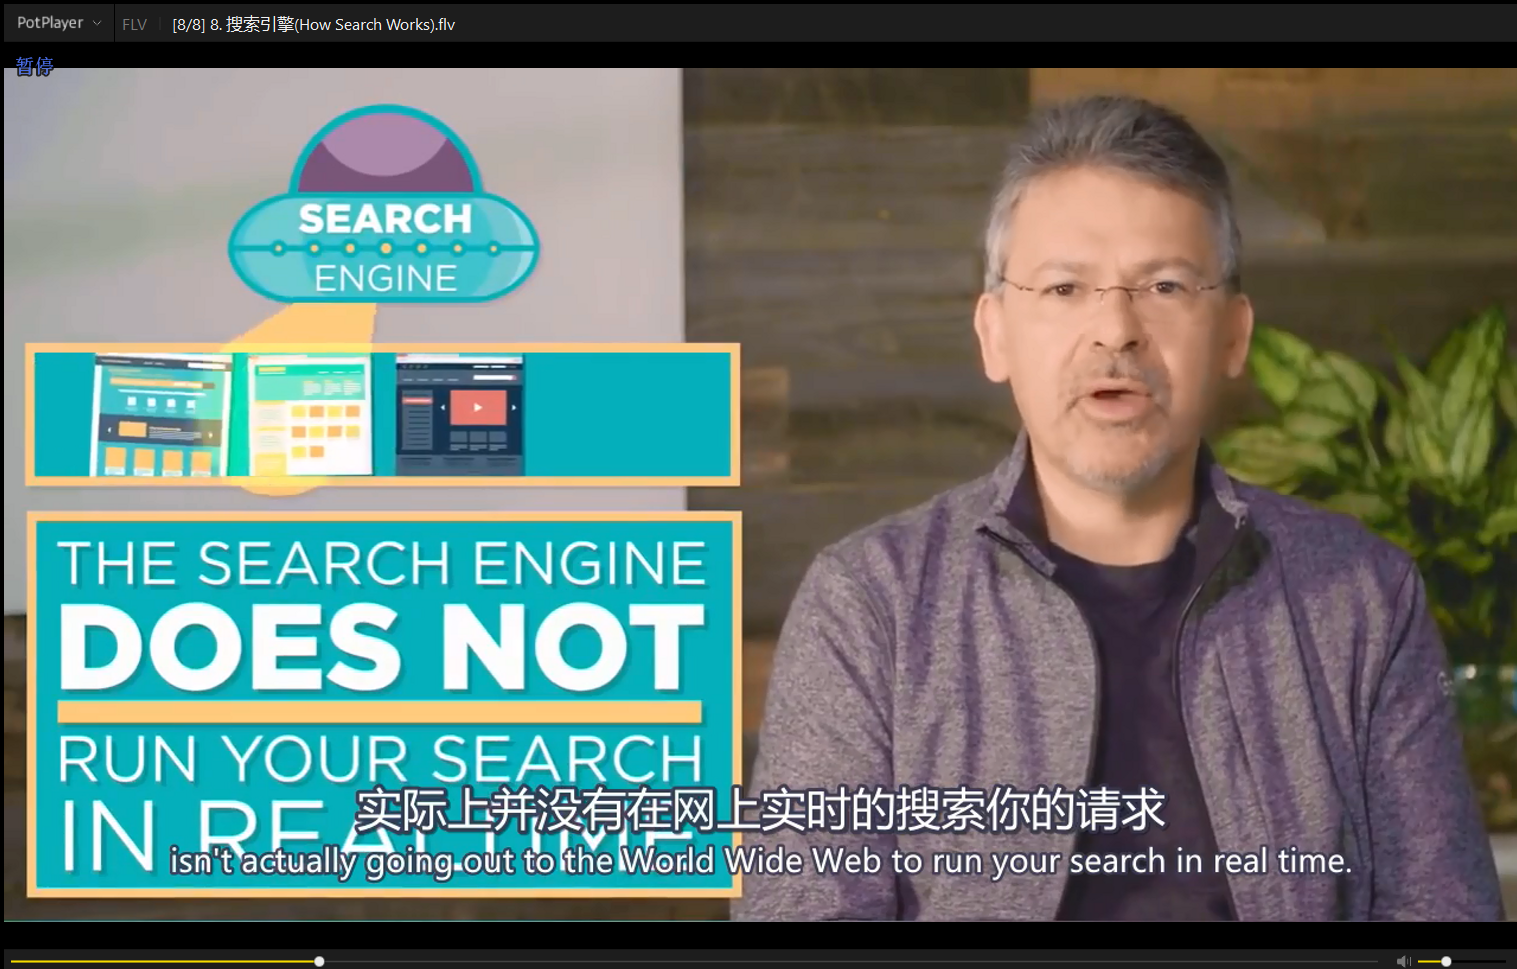 PotPlayer
FLV
[8/8] 8. 搜索引擎(How Search Works).flv
暂停
SEARCH
ENGINE
THE SEARCH ENGINE
DOES NOT
RUN YOUR SEARCH
IN REAL TIME.
实际上并没有在网上实时的搜索你的请求
isn't actually going out to the World Wide Web to run your search in real time.